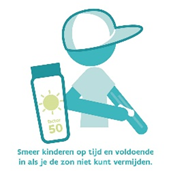 50
Smeer kinderen op tijd en voldoende
in als je de zon niet kunt vermijden.